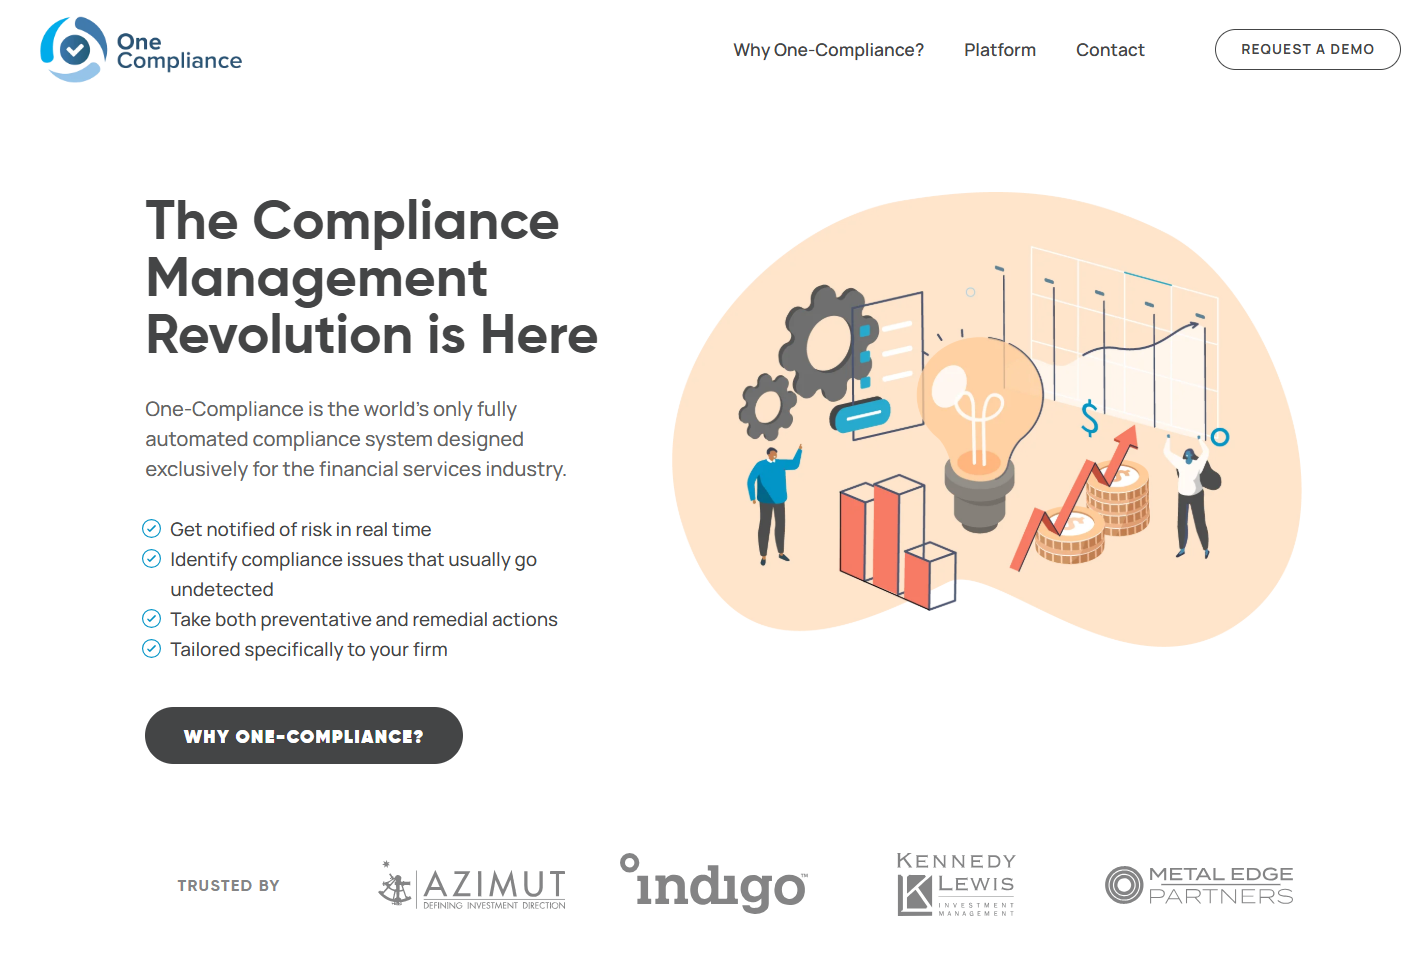 One
Compliance
Why One-Compliance?
Platform
Contact
REQUEST A DEMO
The Compliance
Management
Revolution is Here
One-Compliance is the world's only fully
automated compliance system designed
exclusively for the financial services industry.
Get notified of risk in real time
Identify compliance issues that usually go
undetected
Take both preventative and remedial actions
Tailored specifically to your firm
WHY ONE-COMPLIANCE?
$
TRUSTED BY
AZIMUT
DEFINING INVESTMENT DIRECTION
indigo™
KENNEDY
LEWIS
INVESTMENT
MANAGEMENT
METAL EDGE
PARTNERS